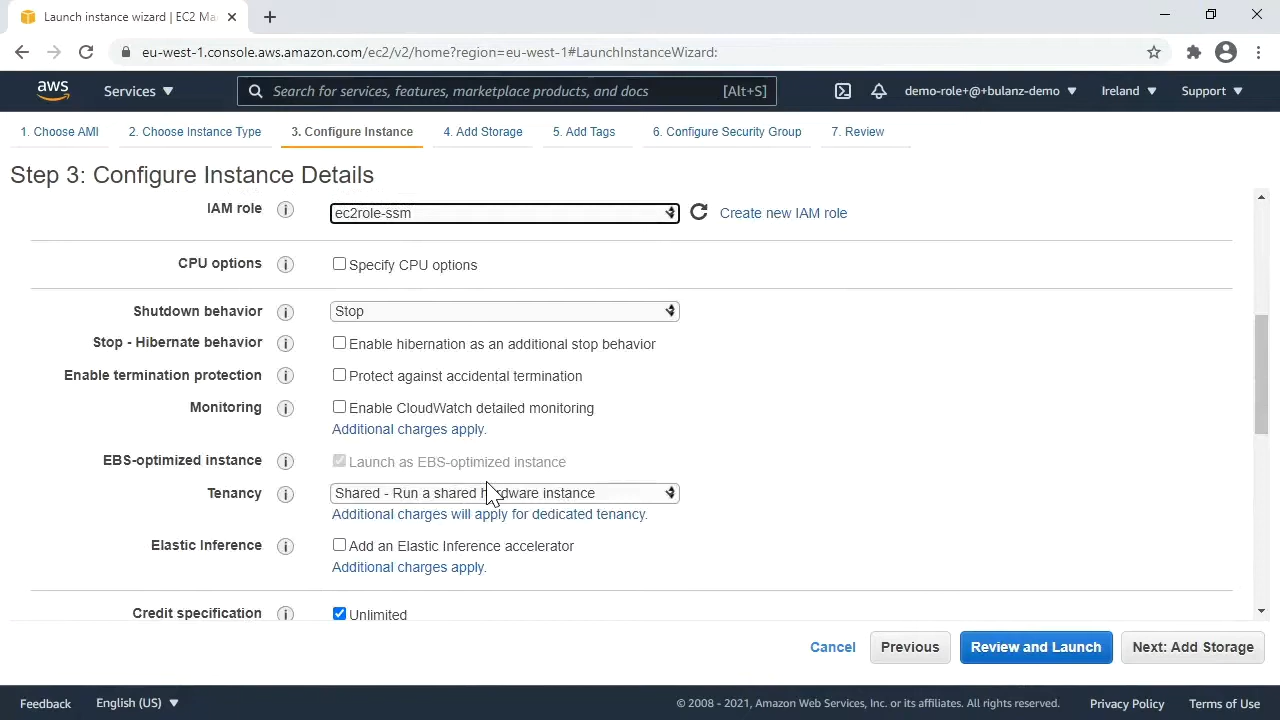 Launch instance wizard | EC2 Ma
eu-west-1.console.aws.amazon.com/ec2/v2/home?region=eu-west-1#LaunchInstanceWizard:
aws Services Search for services, features, marketplace products, and docs [Alt+S] demo-role+@+bulanz-demo Ireland Support
1. Choose AMI 2. Choose Instance Type 3. Configure Instance 4. Add Storage 5. Add Tags 6. Configure Security Group 7. Review
Step 3: Configure Instance Details
IAM role i ec2role-ssm Create new IAM role
CPU options i Specify CPU options
Shutdown behavior i Stop
Stop - Hibernate behavior i Enable hibernation as an additional stop behavior
Enable termination protection i Protect against accidental termination
Monitoring i Enable CloudWatch detailed monitoring
Additional charges apply.
EBS-optimized instance i Launch as EBS-optimized instance
Tenancy i Shared - Run a shared hardware instance
Additional charges will apply for dedicated tenancy.
Elastic Inference i Add an Elastic Inference accelerator
Additional charges apply.
Credit specification i Unlimited
Cancel Previous Review and Launch Next: Add Storage
Feedback English (US) © 2008 - 2021, Amazon Web Services, Inc. or its affiliates. All rights reserved. Privacy Policy Terms of Use